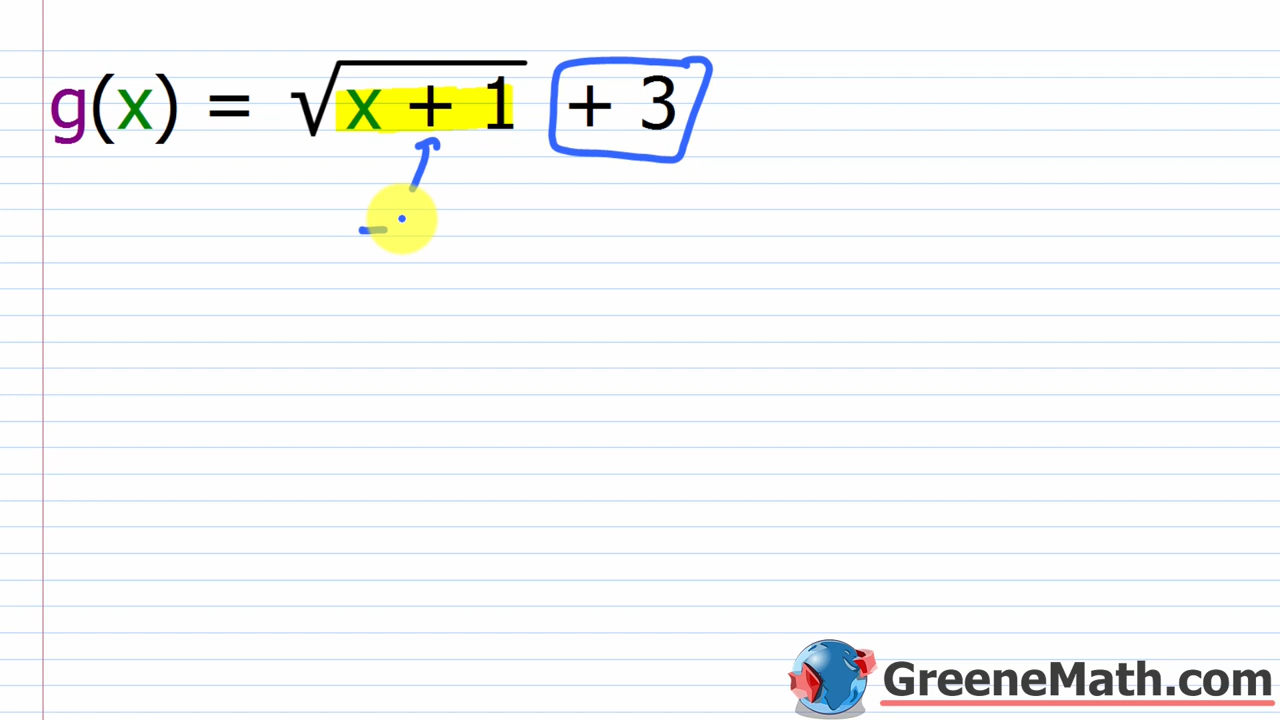 g(x) = √(x + 1) + 3
–
GreeneMath.com